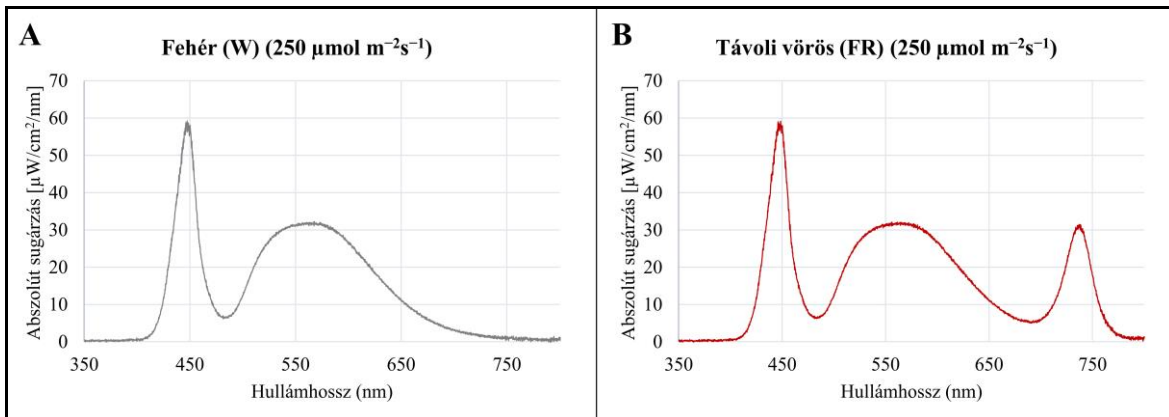 A
Fehér (W) (250 µmol m⁻²s⁻¹)
Abszolút sugárzás [µW/cm²/nm]
70
60
50
40
30
20
10
0
350 450 550 650 750
Hullámhossz (nm)
B
Távoli vörös (FR) (250 µmol m⁻²s⁻¹)
Abszolút sugárzás [µW/cm2/nm]
70
60
50
40
30
20
10
0
350 450 550 650 750
Hullámhossz (nm)